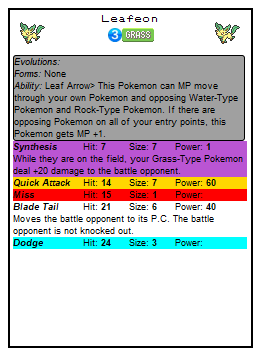 Leafeon
3 GRASS
Evolutions:
Forms: None
Ability: Leaf Arrow> This Pokemon can MP move
through your own Pokemon and opposing Water-Type
Pokemon and Rock-Type Pokemon. If there are
opposing Pokemon on all of your entry points, this
Pokemon gets MP +1.
Synthesis Hit: 7 Size: 7 Power: 1
While they are on the field, your Grass-Type Pokemon
deal +20 damage to the battle opponent.
Quick Attack Hit: 14 Size: 7 Power: 60
Miss Hit: 15 Size: 1 Power:
Blade Tail Hit: 21 Size: 6 Power: 40
Moves the battle opponent to its P.C. The battle
opponent is not knocked out.
Dodge Hit: 24 Size: 3 Power: